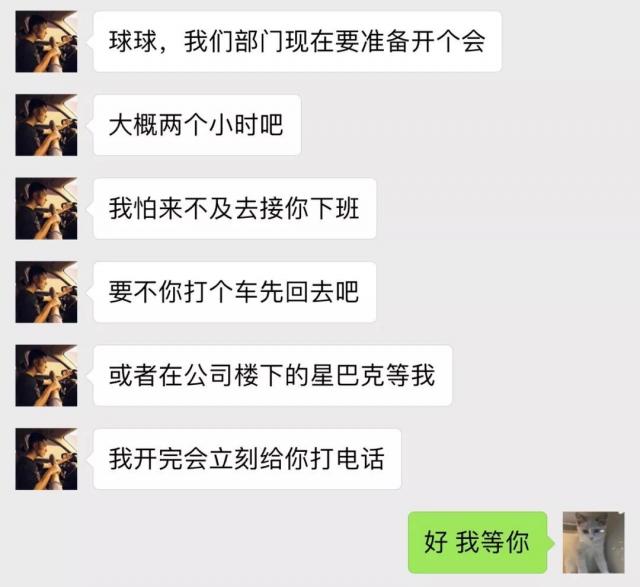 球球，我们部门现在要准备开个会
大概两个小时吧
我怕来不及去接你下班
要不你打个车先回去吧
或者在公司楼下的星巴克等我
我开完会立刻给你打电话
好 我等你